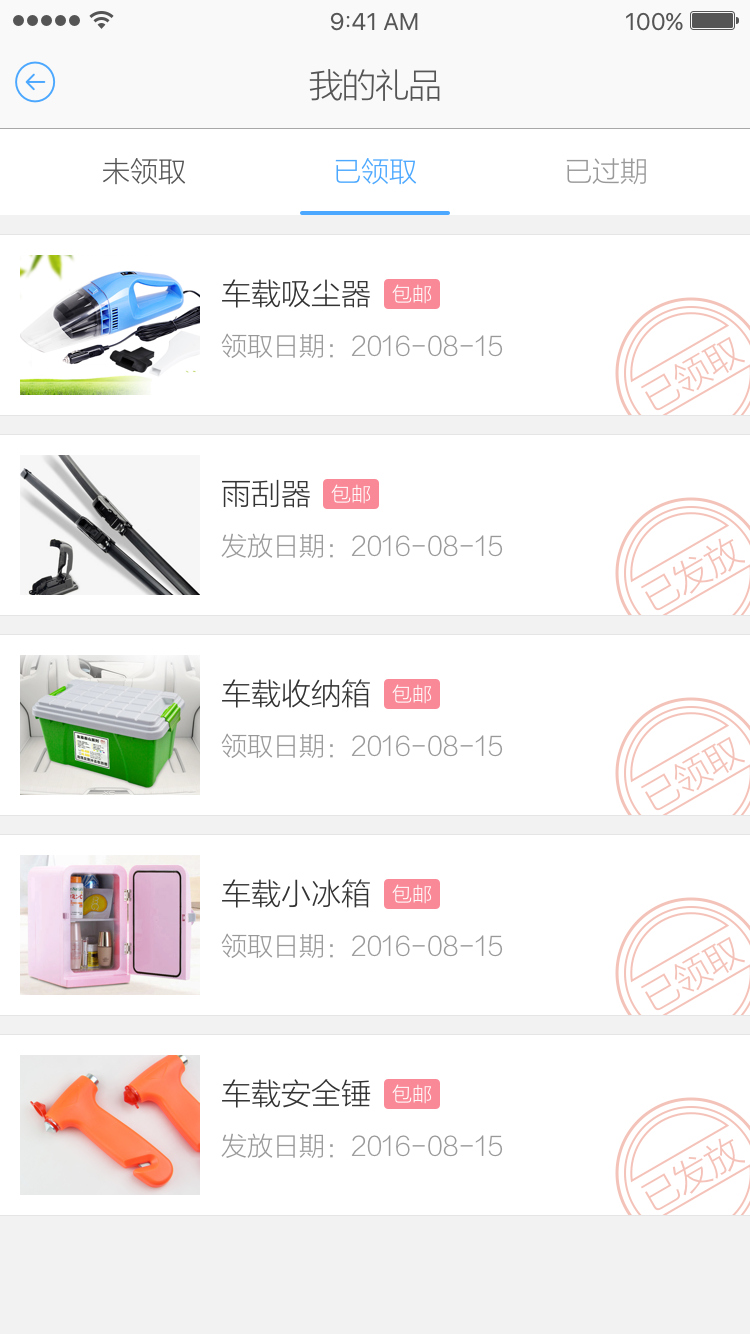 9:41 AM 100%
我的礼品
未领取 已领取 已过期
车载吸尘器 包邮
领取日期：2016-08-15
已领取
雨刮器 包邮
发放日期：2016-08-15
已发放
车载收纳箱 包邮
领取日期：2016-08-15
已领取
车载小冰箱 包邮
领取日期：2016-08-15
已领取
车载安全锤 包邮
发放日期：2016-08-15
已发放